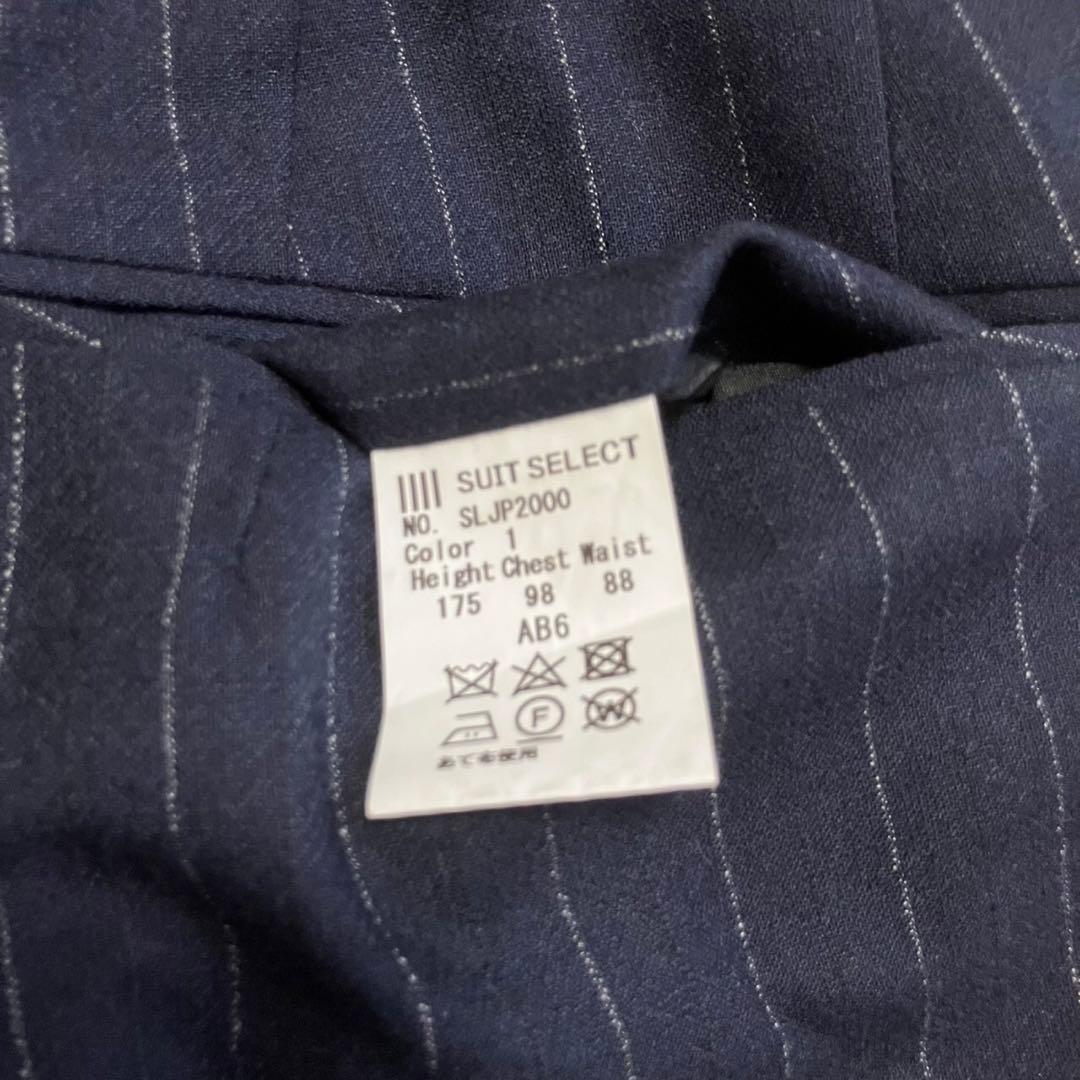 SUIT SELECT
NO. SLJP2000
Color 1
Height Chest Waist
175 98 88
AB6
F W
あて布使用